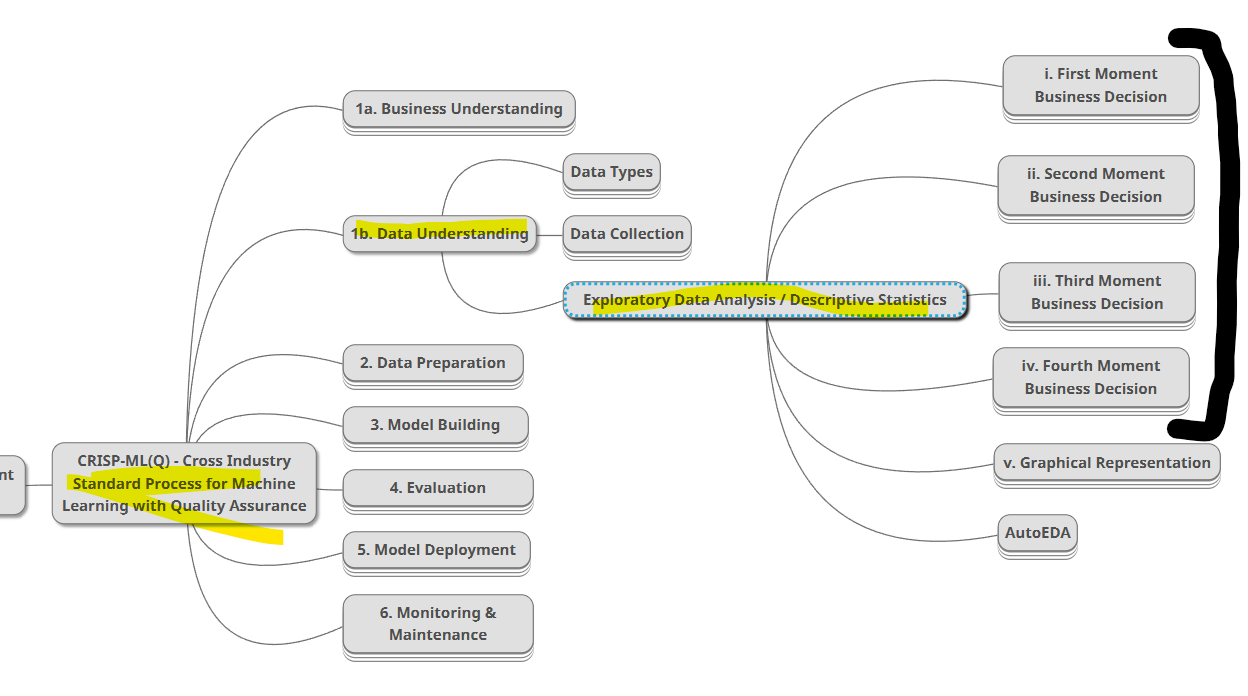 nt
CRISP-ML(Q) - Cross Industry
Standard Process for Machine
Learning with Quality Assurance
1a. Business Understanding
1b. Data Understanding
Data Types
Data Collection
Exploratory Data Analysis / Descriptive Statistics
i. First Moment
Business Decision
ii. Second Moment
Business Decision
iii. Third Moment
Business Decision
iv. Fourth Moment
Business Decision
v. Graphical Representation
AutoEDA
2. Data Preparation
3. Model Building
4. Evaluation
5. Model Deployment
6. Monitoring &
Maintenance